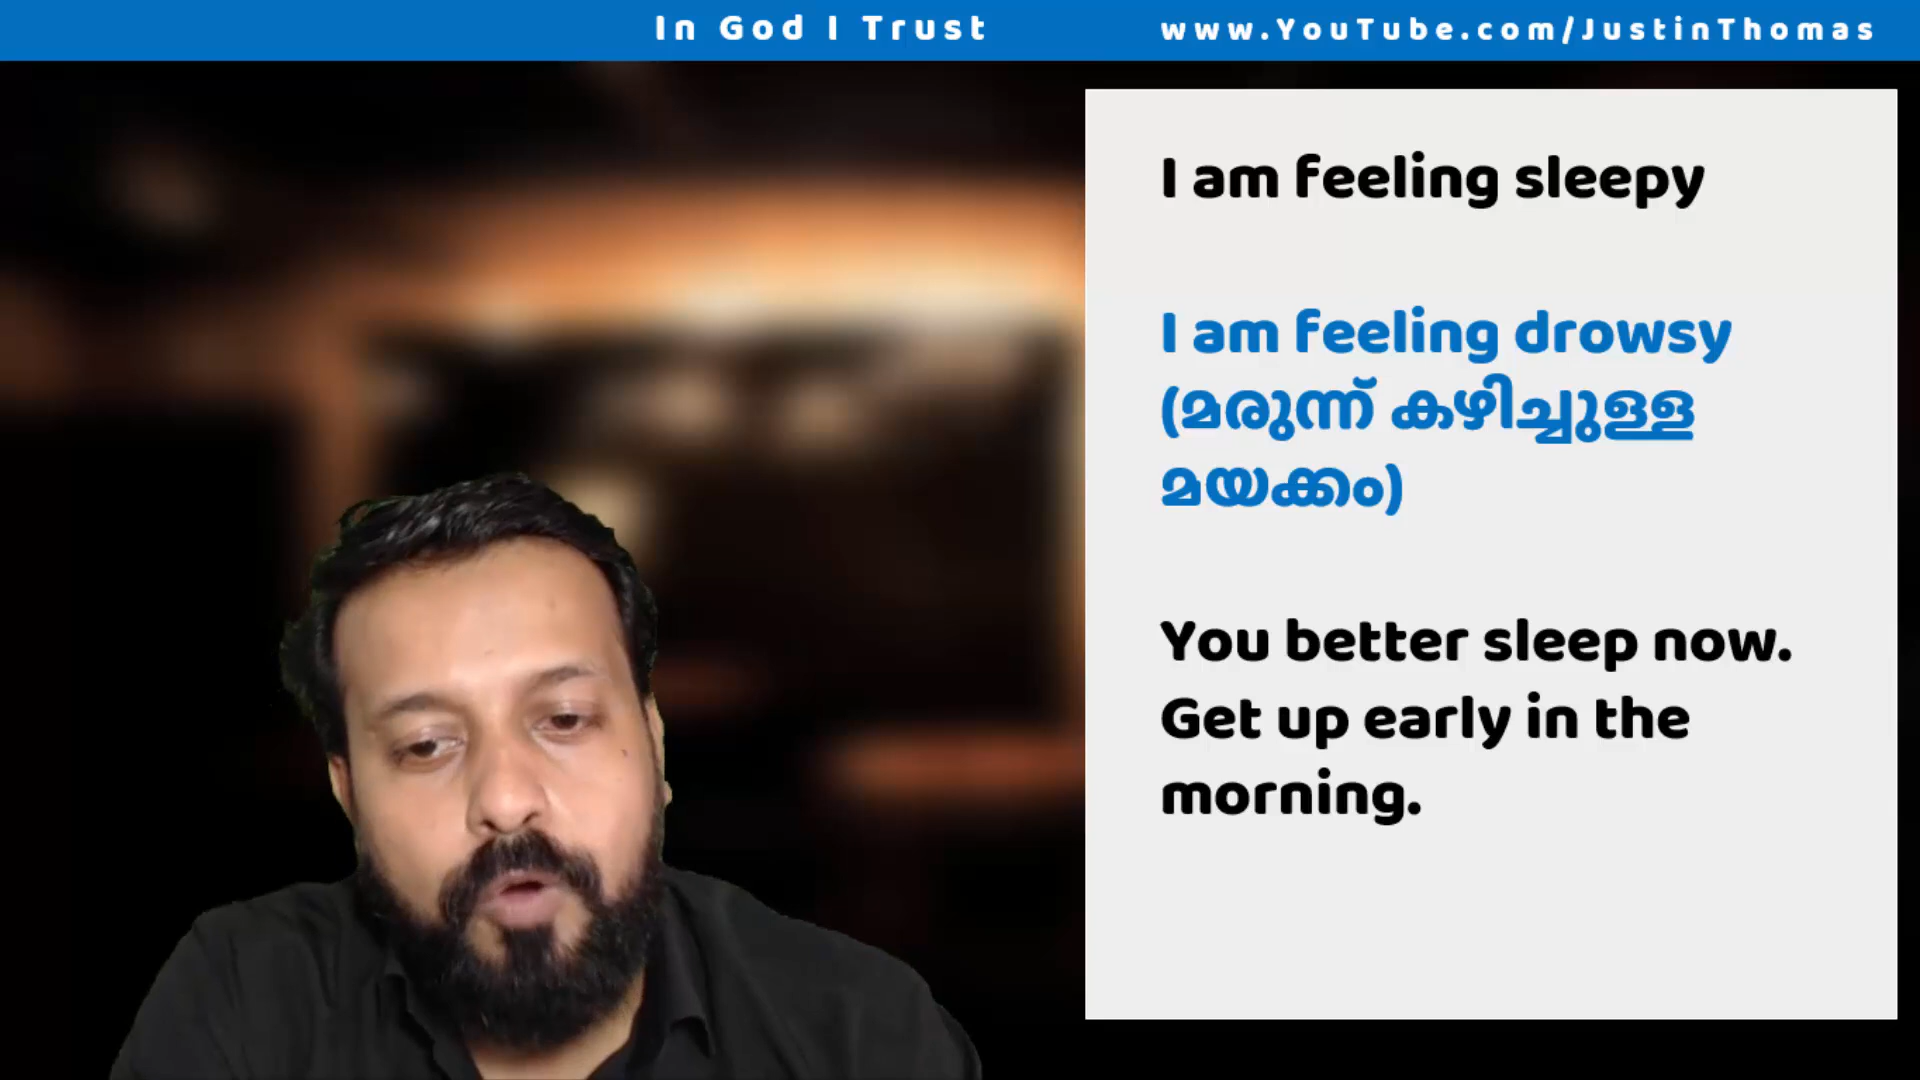 In God I Trust
www.YouTube.com/JustinThomas
I am feeling sleepy
I am feeling drowsy
(മരുന്ന് കഴിച്ചുള്ള
മയക്കം)
You better sleep now.
Get up early in the
morning.